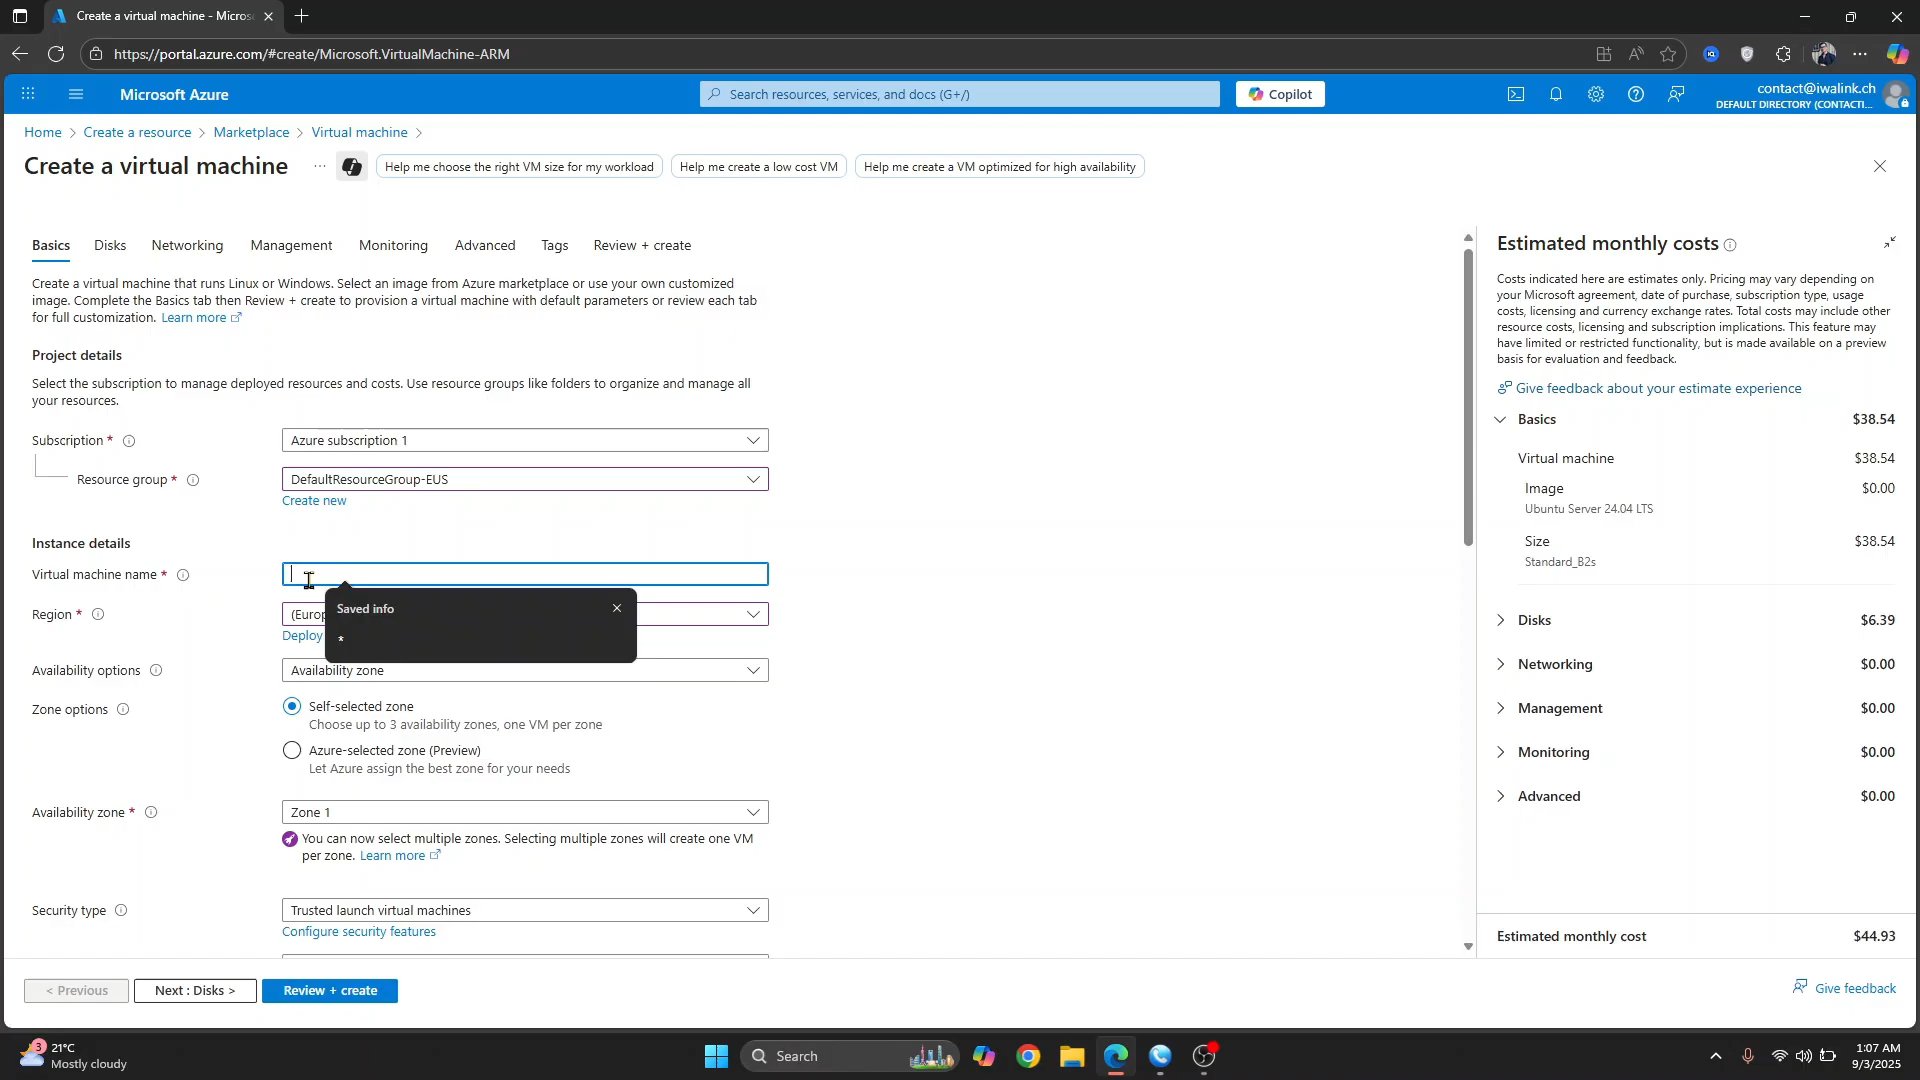 Create a virtual machine - Micros
https://portal.azure.com/#create/Microsoft.VirtualMachine-ARM
Microsoft Azure
Search resources, services, and docs (G+/)
Copilot
contact@iwalink.ch
DEFAULT DIRECTORY (CONTACTI...
Home > Create a resource > Marketplace > Virtual machine >
Create a virtual machine
...
Help me choose the right VM size for my workload
Help me create a low cost VM
Help me create a VM optimized for high availability
Basics
Disks
Networking
Management
Monitoring
Advanced
Tags
Review + create
Create a virtual machine that runs Linux or Windows. Select an image from Azure marketplace or use your own customized
image. Complete the Basics tab then Review + create to provision a virtual machine with default parameters or review each tab
for full customization. Learn more
Project details
Select the subscription to manage deployed resources and costs. Use resource groups like folders to organize and manage all
your resources.
Subscription *
Azure subscription 1
Resource group *
DefaultResourceGroup-EUS
Create new
Instance details
Virtual machine name *
Saved info
*
Region *
(Europ
Deploy
Availability options
Availability zone
Zone options
Self-selected zone
Choose up to 3 availability zones, one VM per zone
Azure-selected zone (Preview)
Let Azure assign the best zone for your needs
Availability zone *
Zone 1
You can now select multiple zones. Selecting multiple zones will create one VM
per zone. Learn more
Security type
Trusted launch virtual machines
Configure security features
< Previous
Next : Disks >
Review + create
Estimated monthly costs
Costs indicated here are estimates only. Pricing may vary depending on
your Microsoft agreement, date of purchase, subscription type, usage
costs, licensing and currency exchange rates. Total costs may include other
resource costs, licensing and subscription implications. This feature may
have limited or restricted functionality, but is made available on a preview
basis for evaluation and feedback.
Give feedback about your estimate experience
Basics $38.54
Virtual machine $38.54
Image $0.00
Ubuntu Server 24.04 LTS
Size $38.54
Standard_B2s
Disks $6.39
Networking $0.00
Management $0.00
Monitoring $0.00
Advanced $0.00
Estimated monthly cost $44.93
Give feedback
3
21°C
Mostly cloudy
Search
1:07 AM
9/3/2025